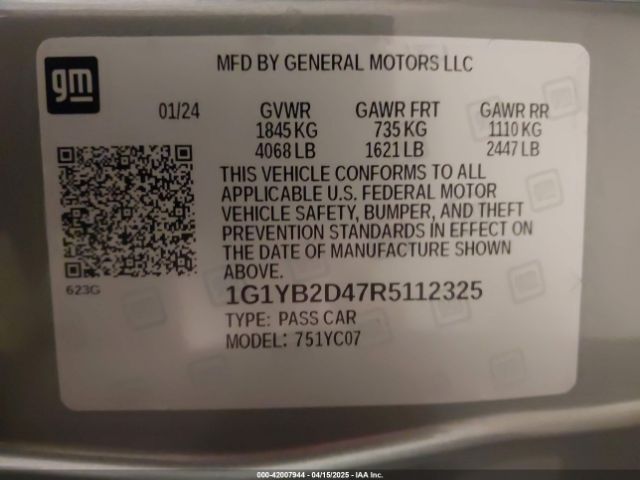 gm
MFD BY GENERAL MOTORS LLC
01/24 GVWR GAWR FRT GAWR RR
1845 KG 735 KG 1110 KG
4068 LB 1621 LB 2447 LB
THIS VEHICLE CONFORMS TO ALL
APPLICABLE U.S. FEDERAL MOTOR
VEHICLE SAFETY, BUMPER, AND THEFT
PREVENTION STANDARDS IN EFFECT ON
THE DATE OF MANUFACTURE SHOWN
ABOVE.
623G
1G1YB2D47R5112325
TYPE: PASS CAR
MODEL: 751YC07
000-42007944 - 04/15/2025 - IAA Inc.